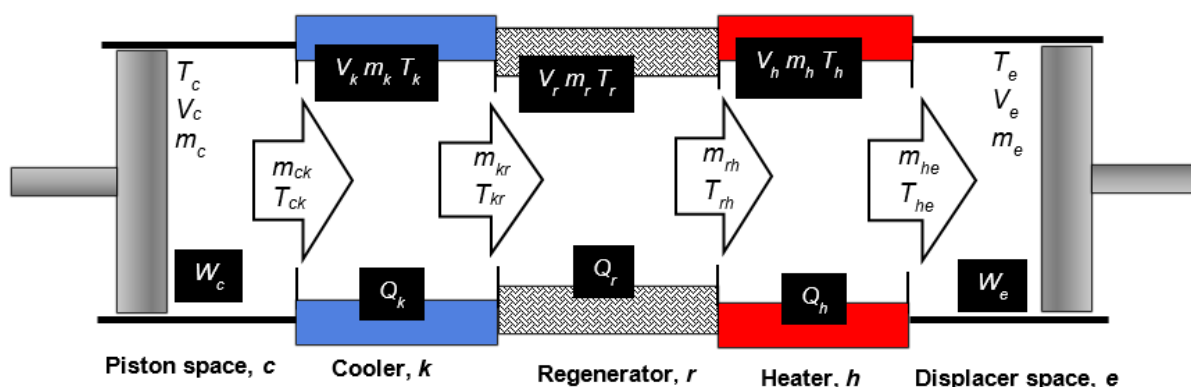 T_c
V_c
m_c
V_k m_k T_k
V_r m_r T_r
V_h m_h T_h
T_e
V_e
m_e
m_ck
T_ck
m_kr
T_kr
m_rh
T_rh
m_he
T_he
W_c
Q_k
Q_r
Q_h
W_e
Piston space, c
Cooler, k
Regenerator, r
Heater, h
Displacer space, e